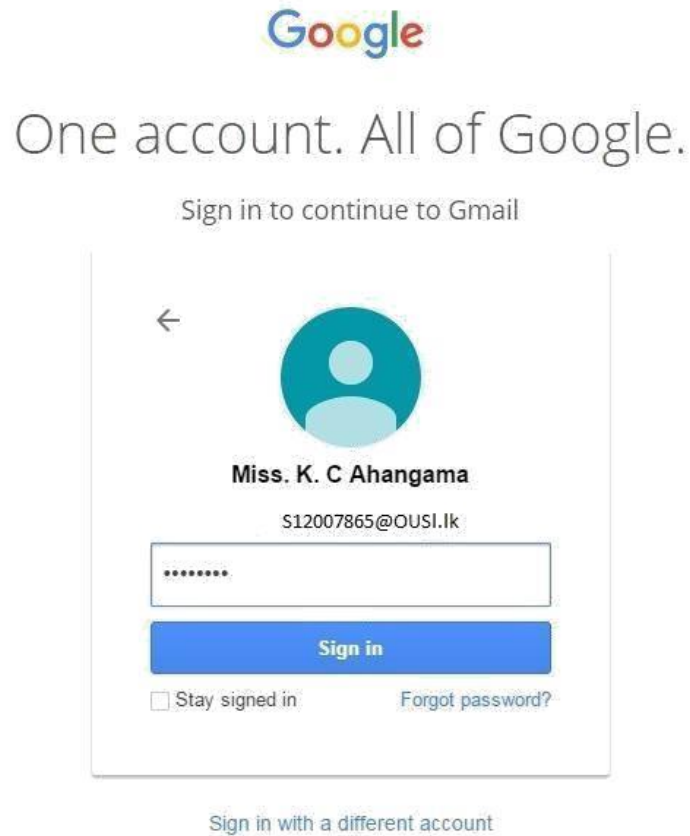 Google
One account. All of Google.
Sign in to continue to Gmail
Miss. K. C Ahangama
S12007865@OUSl.lk
••••••••
Sign in
Stay signed in Forgot password?
Sign in with a different account